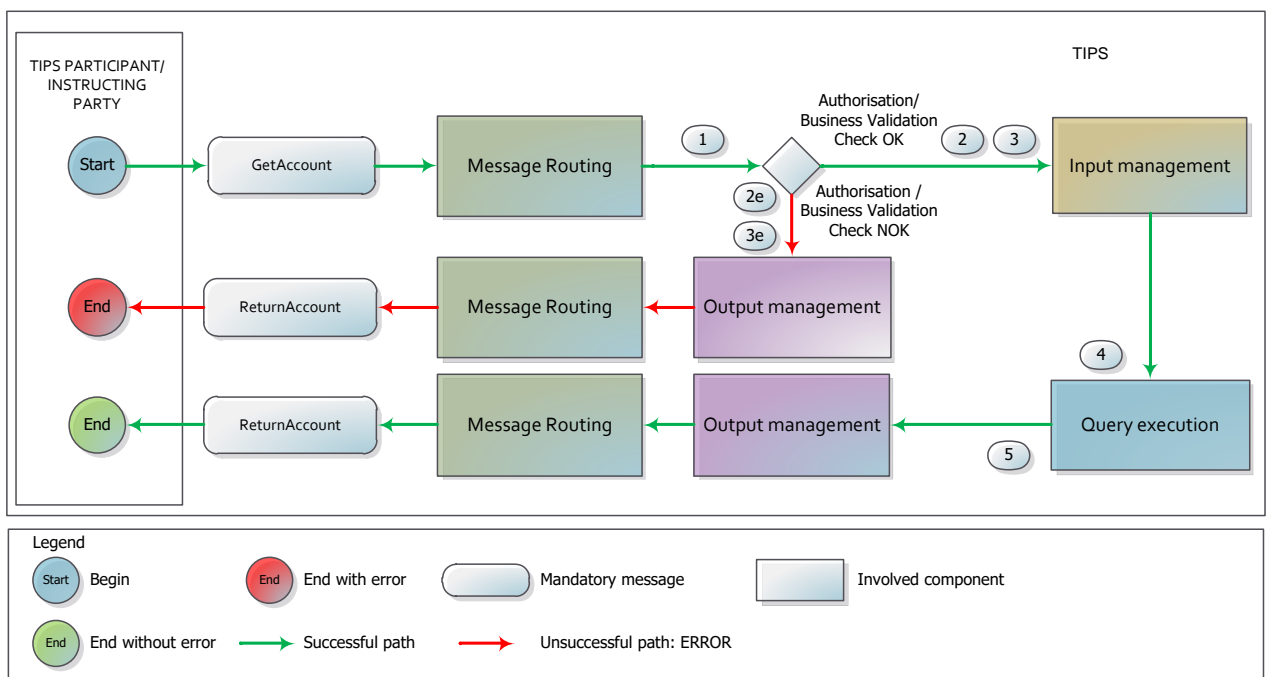 TIPS PARTICIPANT/
INSTRUCTING
PARTY
TIPS
Start
GetAccount
Message Routing
1
Authorisation/
Business Validation
Check OK
2
3
Input management
2e
3e
Authorisation /
Business Validation
Check NOK
End
ReturnAccount
Message Routing
Output management
4
End
ReturnAccount
Message Routing
Output management
5
Query execution
Legend
Start
Begin
End
End with error
Mandatory message
Involved component
End
End without error
Successful path
Unsuccessful path: ERROR